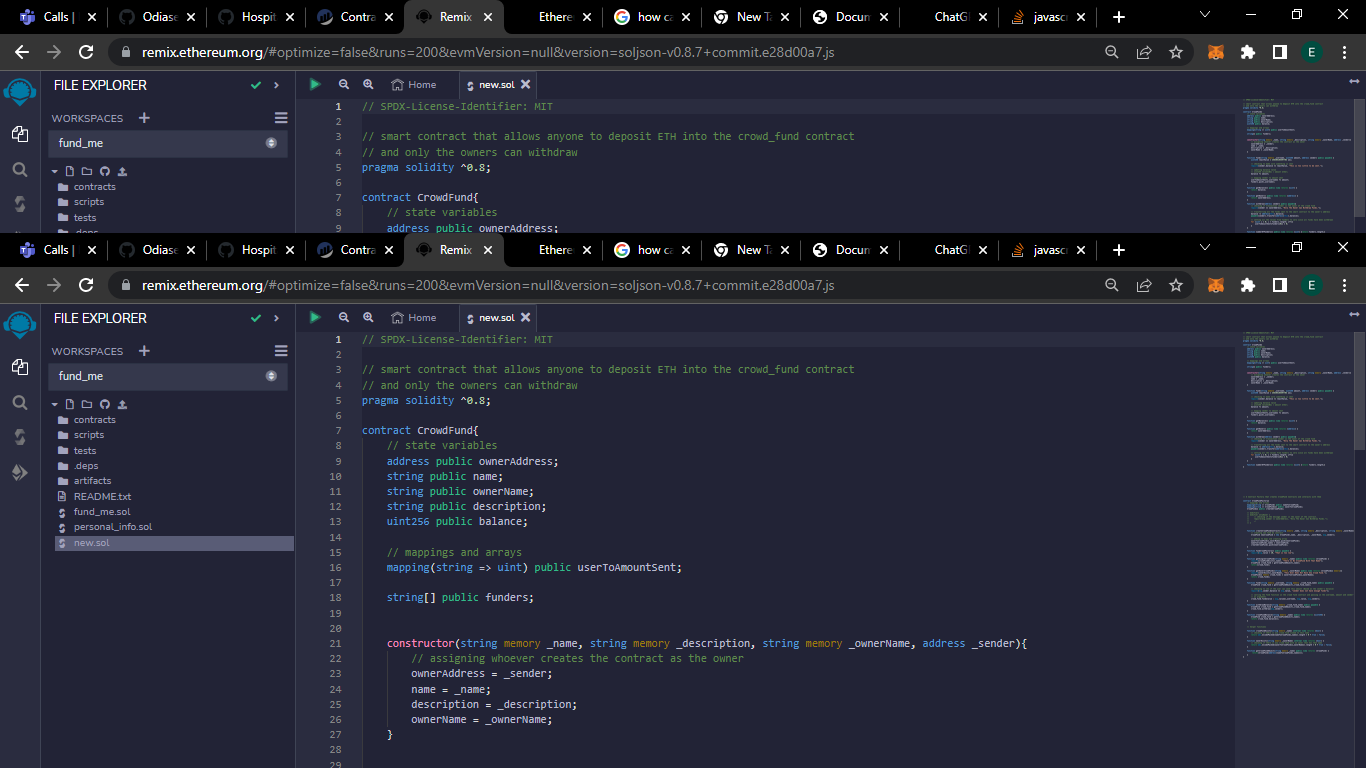 Calls |
Odiase
Hospit
Contra
Remix
Ethere
how ca
New Ta
Docum
ChatG
javasc
remix.ethereum.org/#optimize=false&runs=200&evmVersion=null&version=soljson-v0.8.7+commit.e28d00a7.js
E
FILE EXPLORER
Home
new.sol
WORKSPACES
fund_me
contracts
scripts
tests
.deps
1 // SPDX-License-Identifier: MIT
2
3 // smart contract that allows anyone to deposit ETH into the crowd_fund contract
4 // and only the owners can withdraw
5 pragma solidity ^0.8;
6
7 contract CrowdFund{
8 // state variables
9 address public ownerAddress;
Calls |
Odiase
Hospit
Contra
Remix
Ethere
how ca
New Ta
Docum
ChatG
javasc
remix.ethereum.org/#optimize=false&runs=200&evmVersion=null&version=soljson-v0.8.7+commit.e28d00a7.js
E
FILE EXPLORER
Home
new.sol
WORKSPACES
fund_me
contracts
scripts
tests
.deps
artifacts
README.txt
fund_me.sol
personal_info.sol
new.sol
1 // SPDX-License-Identifier: MIT
2
3 // smart contract that allows anyone to deposit ETH into the crowd_fund contract
4 // and only the owners can withdraw
5 pragma solidity ^0.8;
6
7 contract CrowdFund{
8 // state variables
9 address public ownerAddress;
10 string public name;
11 string public ownerName;
12 string public description;
13 uint256 public balance;
14
15 // mappings and arrays
16 mapping(string => uint) public userToAmountSent;
17
18 string[] public funders;
19
20
21 constructor(string memory _name, string memory _description, string memory _ownerName, address _sender){
22 // assigning whoever creates the contract as the owner
23 ownerAddress = _sender;
24 name = _name;
25 description = _description;
26 ownerName = _ownerName;
27 }
28
29